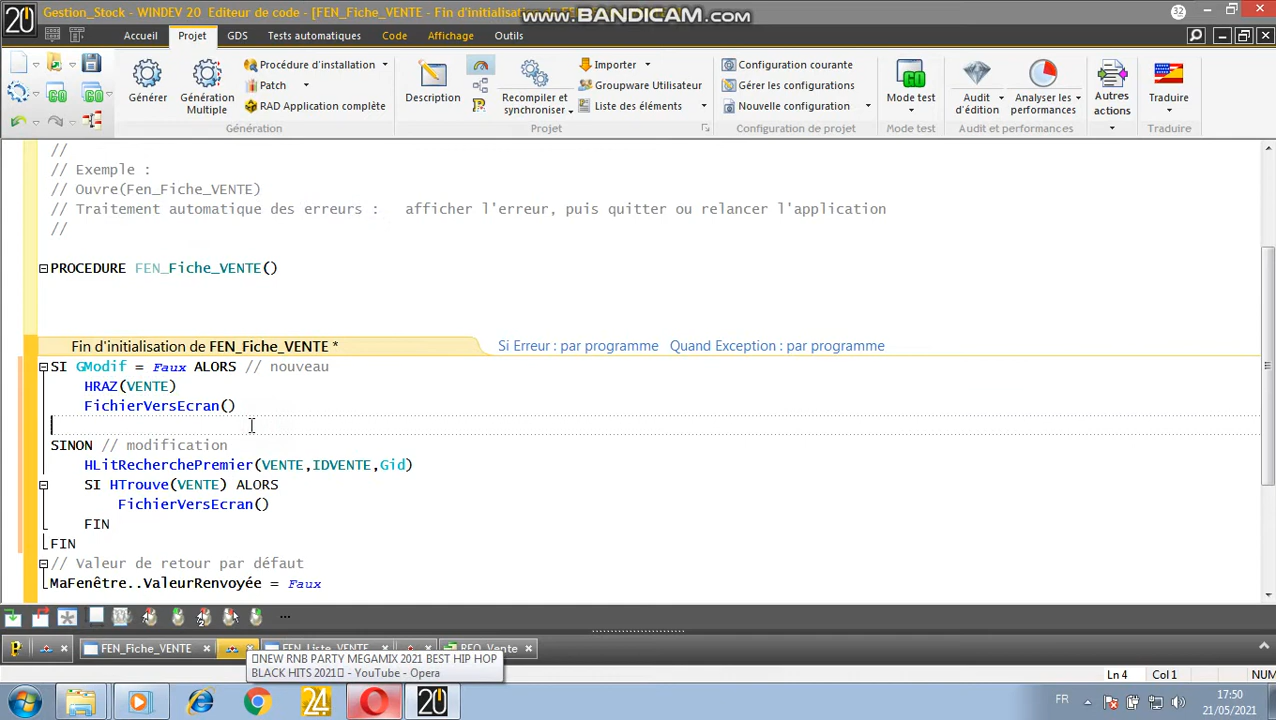 Gestion_Stock - WINDEV 20 Editeur de code - [FEN_Fiche_VENTE - Fin d'initialisation de
www.BANDICAM.com
20
32
Accueil Projet GDS Tests automatiques Code Affichage Outils
Procédure d'installation
Patch
RAD Application complète
Générer
Génération Multiple
Génération
Description
Recompiler et synchroniser
Importer
Groupware Utilisateur
Liste des éléments
Projet
Configuration courante
Gérer les configurations
Nouvelle configuration
Configuration de projet
GO
Mode test
Mode test
Audit d'édition
Analyser les performances
Audit et performances
Autres actions
Traduire
Traduire
//
// Exemple :
// Ouvre(Fen_Fiche_VENTE)
// Traitement automatique des erreurs : afficher l'erreur, puis quitter ou relancer l'application
//
PROCEDURE FEN_Fiche_VENTE()
Fin d'initialisation de FEN_Fiche_VENTE * Si Erreur : par programme Quand Exception : par programme
SI GModif = Faux ALORS // nouveau
HRAZ(VENTE)
FichierVersEcran()
SINON // modification
HLitRecherchePremier(VENTE,IDVENTE,Gid)
SI HTrouve(VENTE) ALORS
FichierVersEcran()
FIN
FIN
// Valeur de retour par défaut
MaFenêtre..ValeurRenvoyée = Faux
FEN_Fiche_VENTE FEN_Liste_VENTE REQ_Vente
NEW RNB PARTY MEGAMIX 2021 BEST HIP HOP
BLACK HITS 2021 - YouTube - Opera
Ln 4 Col 1 NUM
24 20
FR
17:50
21/05/2021